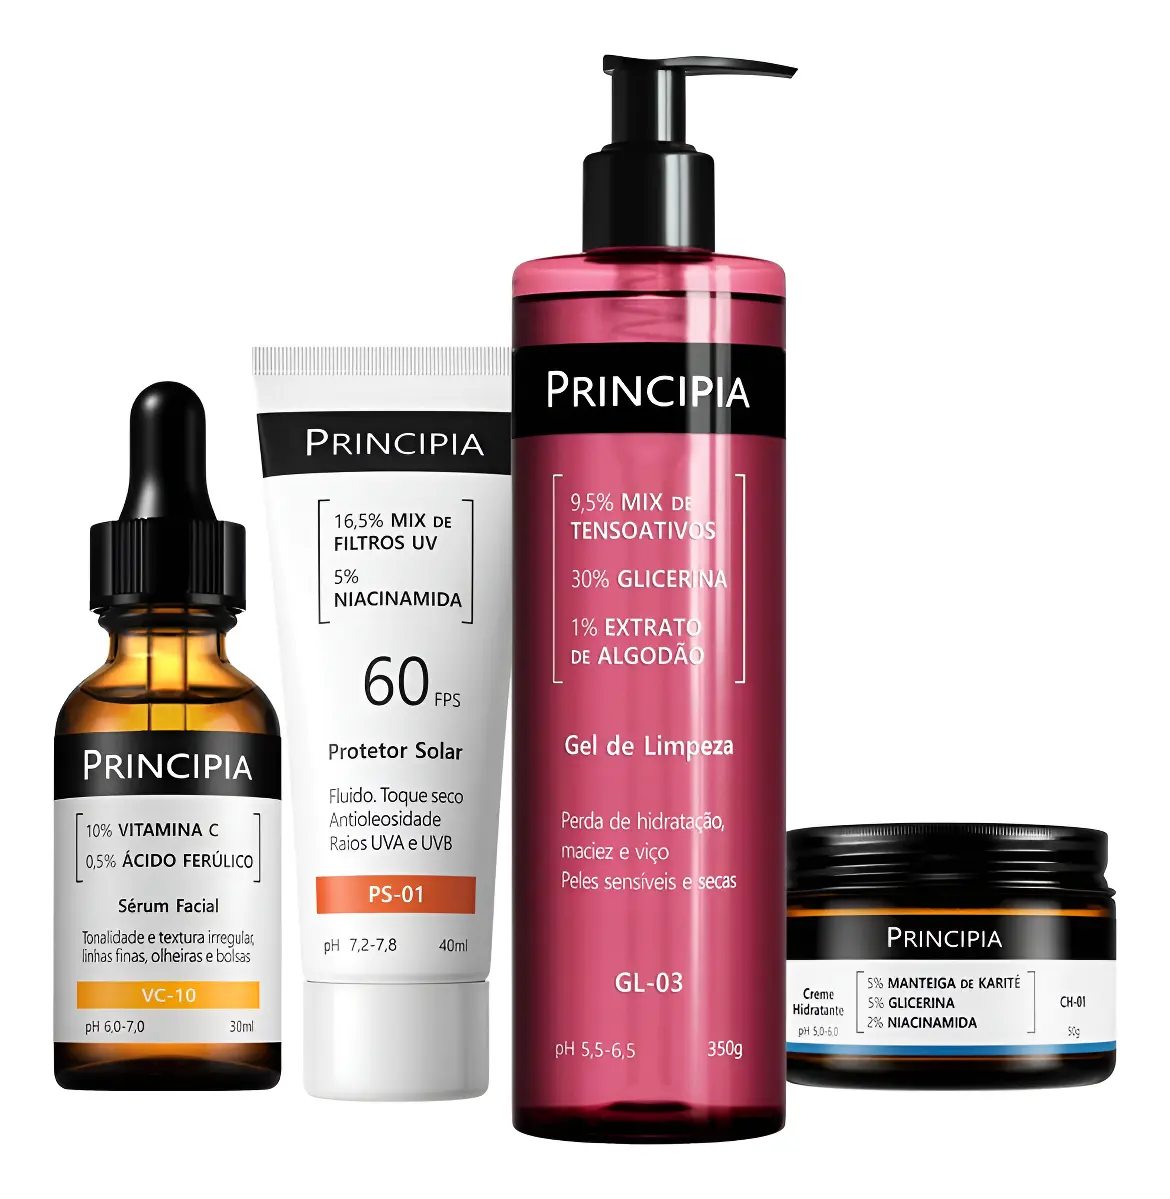 PRINCIPIA
10% VITAMINA C
0,5% ÁCIDO FERÚLICO
Sérum Facial
Tonalidade e textura irregular,
linhas finas, olheiras e bolsas
VC-10
pH 6,0-7,0 30ml
PRINCIPIA
16,5% MIX DE
FILTROS UV
5%
NIACINAMIDA
60 FPS
Protetor Solar
Fluido. Toque seco
Antioleosidade
Raios UVA e UVB
PS-01
pH 7,2-7,8 40ml
PRINCIPIA
9,5% MIX DE
TENSOATIVOS
30% GLICERINA
1% EXTRATO
DE ALGODÃO
Gel de Limpeza
Perda de hidratação,
maciez e viço
Peles sensíveis e secas
GL-03
pH 5,5-6,5 350g
PRINCIPIA
Creme
Hidratante
pH 5,0-6,0
5% MANTEIGA DE KARITÉ
5% GLICERINA
2% NIACINAMIDA
CH-01
50g